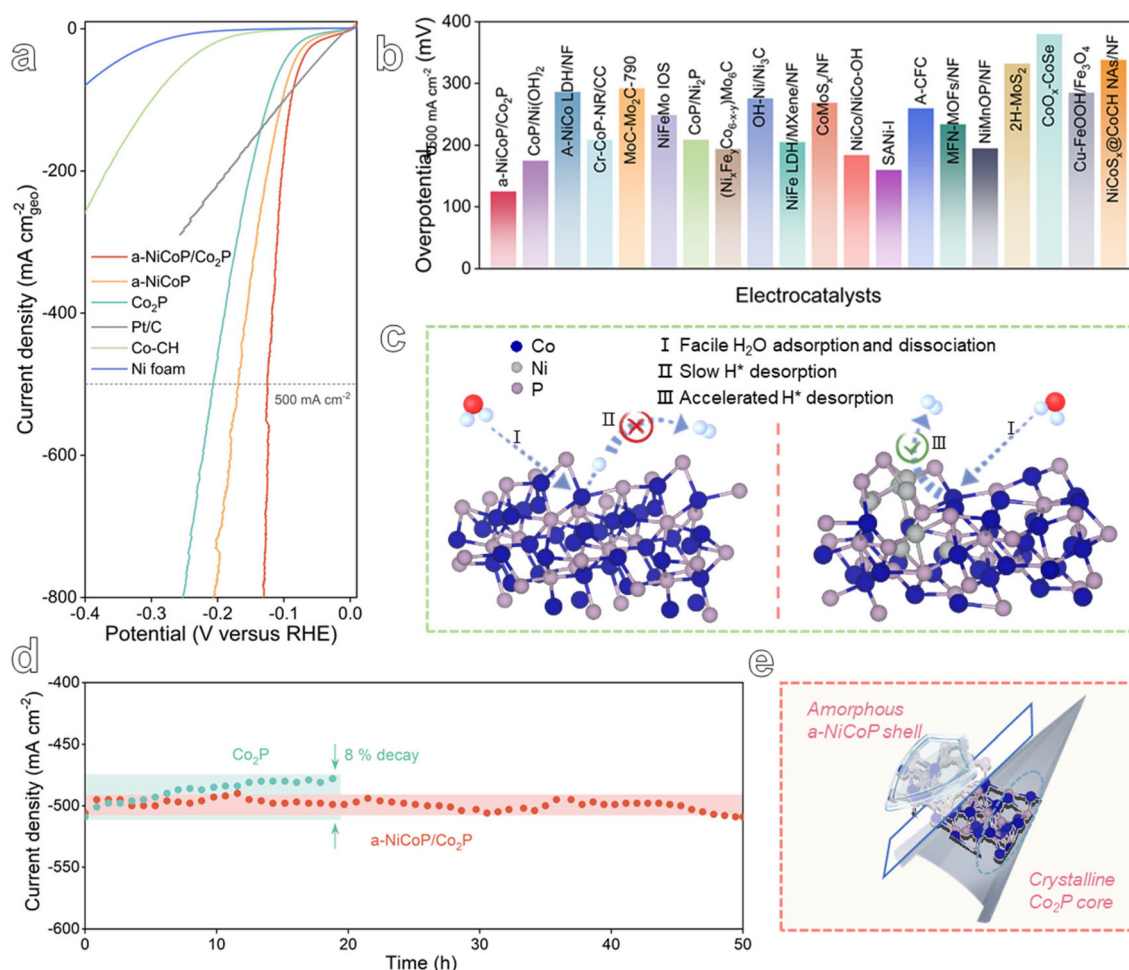 a
0
-200
-400
-600
-800
-0.4
-0.3
-0.2
-0.1
0.0
Current density (mA cm⁻²geo)
Potential (V versus RHE)
a-NiCoP/Co₂P
a-NiCoP
Co₂P
Pt/C
Co-CH
Ni foam
500 mA cm⁻²
b
400
300
200
100
0
Overpotential₅₀₀ mA cm⁻² (mV)
a-NiCoP/Co₂P
CoP/Ni(OH)₂
A-NiCo LDH/NF
Cr-CoP-NR/CC
MoC-Mo₂C-790
NiFeMo IOS
CoP/Ni₂P
(NiₓFeᵧCo₆₋ₓ₋ᵧ)Mo₆C
OH-Ni/Ni₃C
NiFe LDH/MXene/NF
CoMoSₓ/NF
NiCo/NiCo-OH
SANi-I
A-CFC
MFN-MOFs/NF
NiMnOP/NF
2H-MoS₂
CoOₓ-CoSe
Cu-FeOOH/Fe₃O₄
NiCoSₓ@CoCH NAs/NF
Electrocatalysts
c
Co
Ni
P
I Facile H₂O adsorption and dissociation
II Slow H* desorption
III Accelerated H* desorption
I
II
III
I
d
-400
-450
-500
-550
-600
0
10
20
30
40
50
Current density (mA cm⁻²)
Time (h)
Co₂P
8 % decay
a-NiCoP/Co₂P
e
Amorphous
a-NiCoP shell
Crystalline
Co₂P core